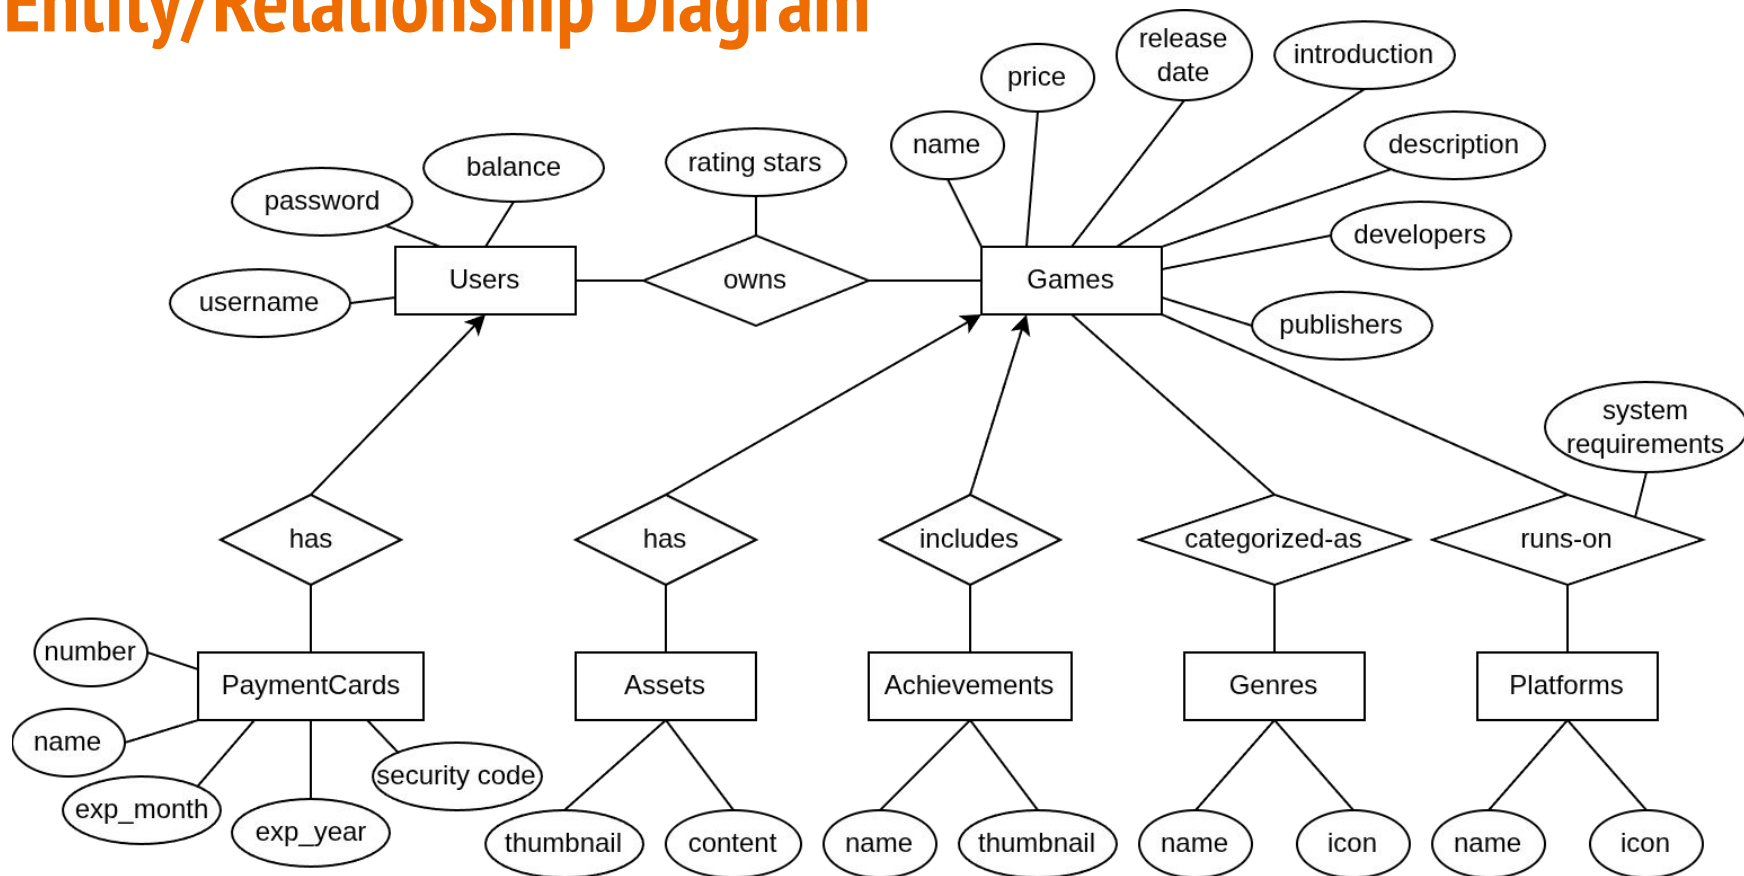 Entity/Relationship Diagram
release
date
introduction
price
name
description
rating stars
balance
password
developers
Users
owns
Games
username
publishers
system
requirements
has
has
includes
categorized-as
runs-on
number
PaymentCards
Assets
Achievements
Genres
Platforms
name
security code
exp_month
exp_year
thumbnail
content
name
thumbnail
name
icon
name
icon